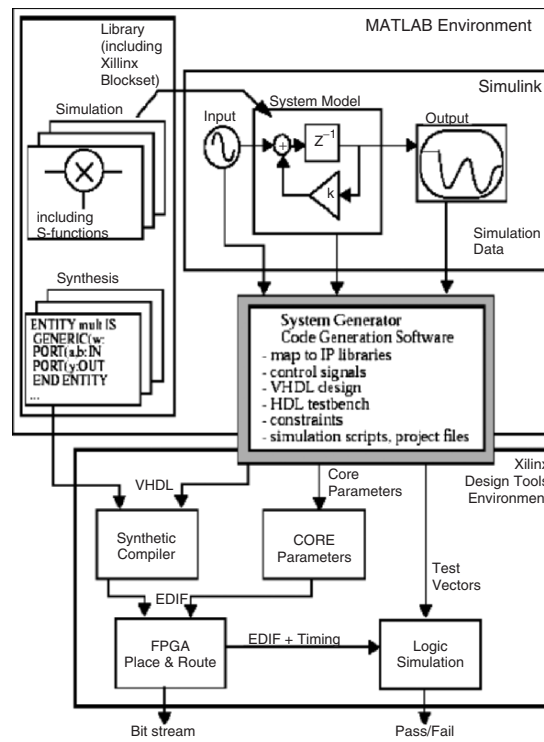 MATLAB Environment
Library
(including
Xillinx
Blockset)
Simulink
Simulation
System Model
Input
Output
+
Z⁻¹
k
including
S-functions
Simulation
Data
Synthesis
ENTITY mult IS
GENERIC(w:
PORT(a,b:IN
PORT(y:OUT
END ENTITY
...
System Generator
Code Generation Software
- map to IP libraries
- control signals
- VHDL design
- HDL testbench
- constraints
- simulation scripts, project files
Xilinx
Design Tools
Environment
VHDL
Core
Parameters
Synthetic
Compiler
CORE
Parameters
Test
Vectors
EDIF
FPGA
Place & Route
EDIF + Timing
Logic
Simulation
Bit stream
Pass/Fail